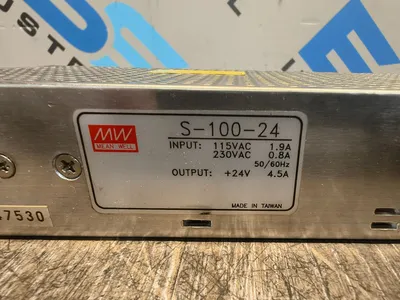 MW
MEAN WELL
S-100-24
INPUT: 115VAC 1.9A
230VAC 0.8A
50/60Hz
OUTPUT: +24V 4.5A
MADE IN TAIWAN
7530